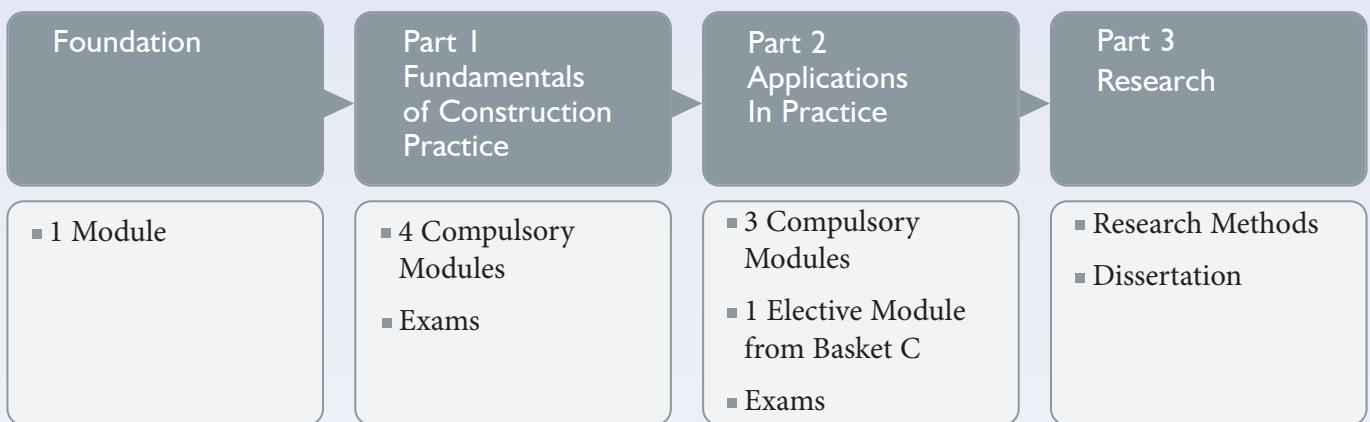 Foundation
Part 1
Fundamentals
of Construction
Practice
Part 2
Applications
In Practice
Part 3
Research
1 Module
4 Compulsory
Modules
Exams
3 Compulsory
Modules
1 Elective Module
from Basket C
Exams
Research Methods
Dissertation